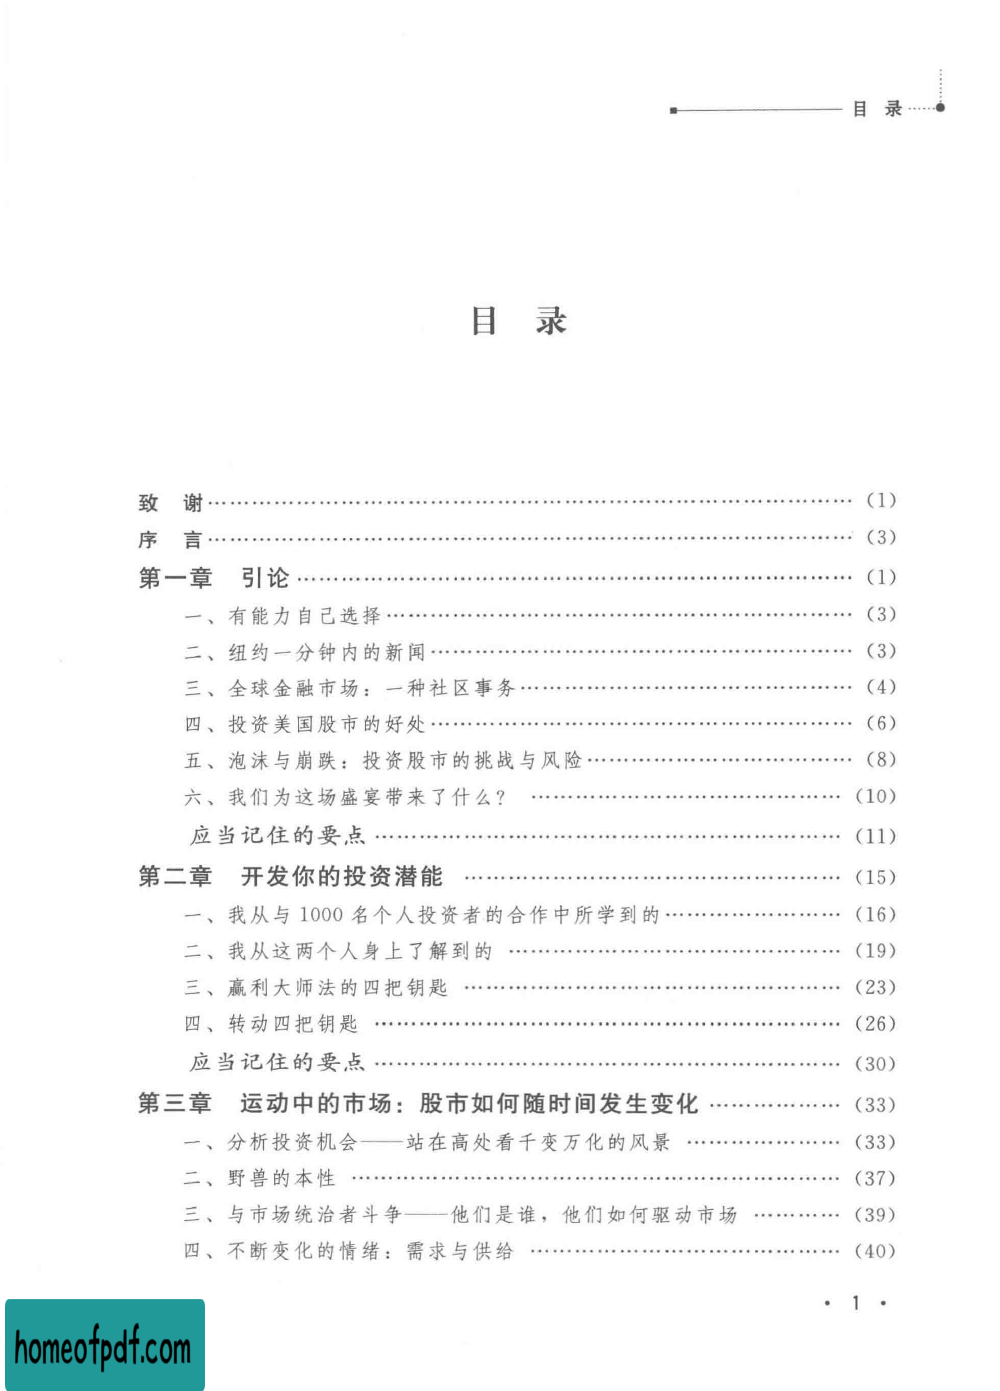 目 录
目 录
致 谢 …………………………………………………………………… (1)
序 言 …………………………………………………………………… (3)
第一章 引论 …………………………………………………………… (1)
一、有能力自己选择 ………………………………………………… (3)
二、纽约一分钟内的新闻 …………………………………………… (3)
三、全球金融市场：一种社区事务 ………………………………… (4)
四、投资美国股市的好处 …………………………………………… (6)
五、泡沫与崩跌：投资股市的挑战与风险 ………………………… (8)
六、我们为这场盛宴带来了什么？ ………………………………… (10)
应当记住的要点 ……………………………………………………… (11)
第二章 开发你的投资潜能 ………………………………………… (15)
一、我从与 1000 名个人投资者的合作中所学到的 ……………… (16)
二、我从这两个人身上了解到的 …………………………………… (19)
三、赢利大师法的四把钥匙 ………………………………………… (23)
四、转动四把钥匙 …………………………………………………… (26)
应当记住的要点 ……………………………………………………… (30)
第三章 运动中的市场：股市如何随时间发生变化 ……………… (33)
一、分析投资机会——站在高处看千变万化的风景 ……………… (33)
二、野兽的本性 ……………………………………………………… (37)
三、与市场统治者斗争——他们是谁，他们如何驱动市场 ……… (39)
四、不断变化的情绪：需求与供给 ………………………………… (40)
· 1 ·
homeofpdf.com